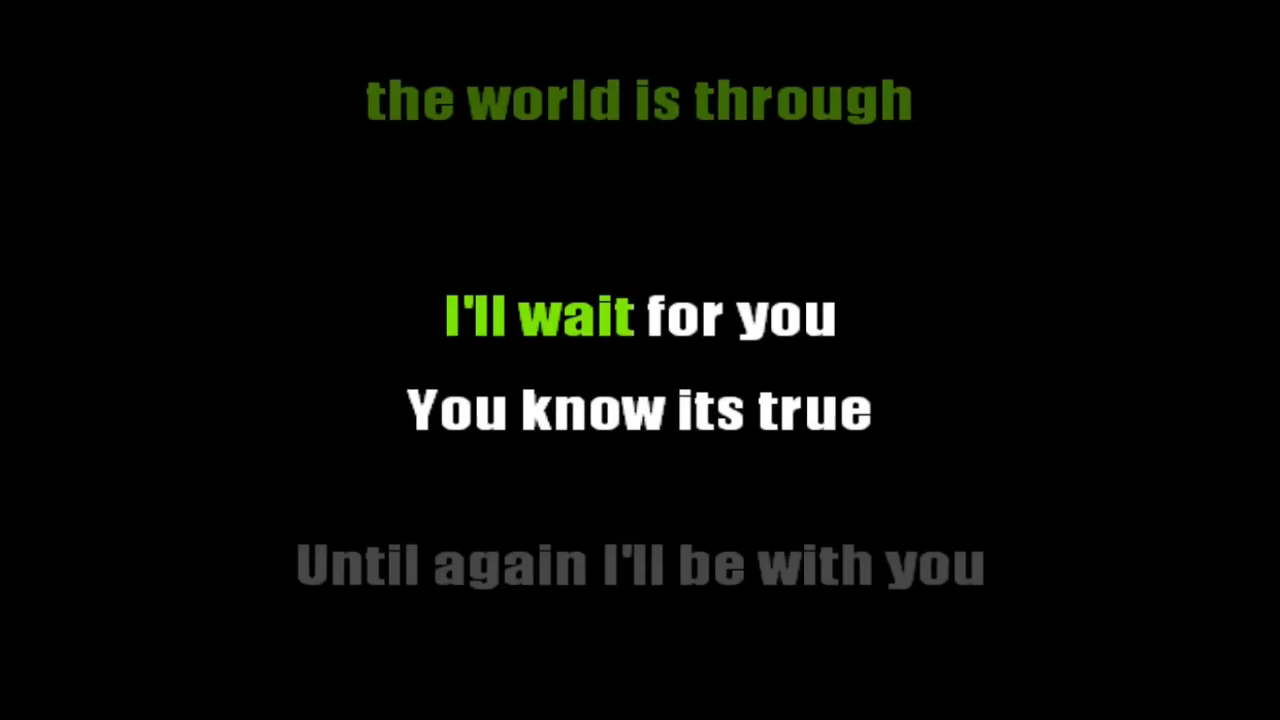 the world is through
I'll wait for you
You know its true
Until again I'll be with you